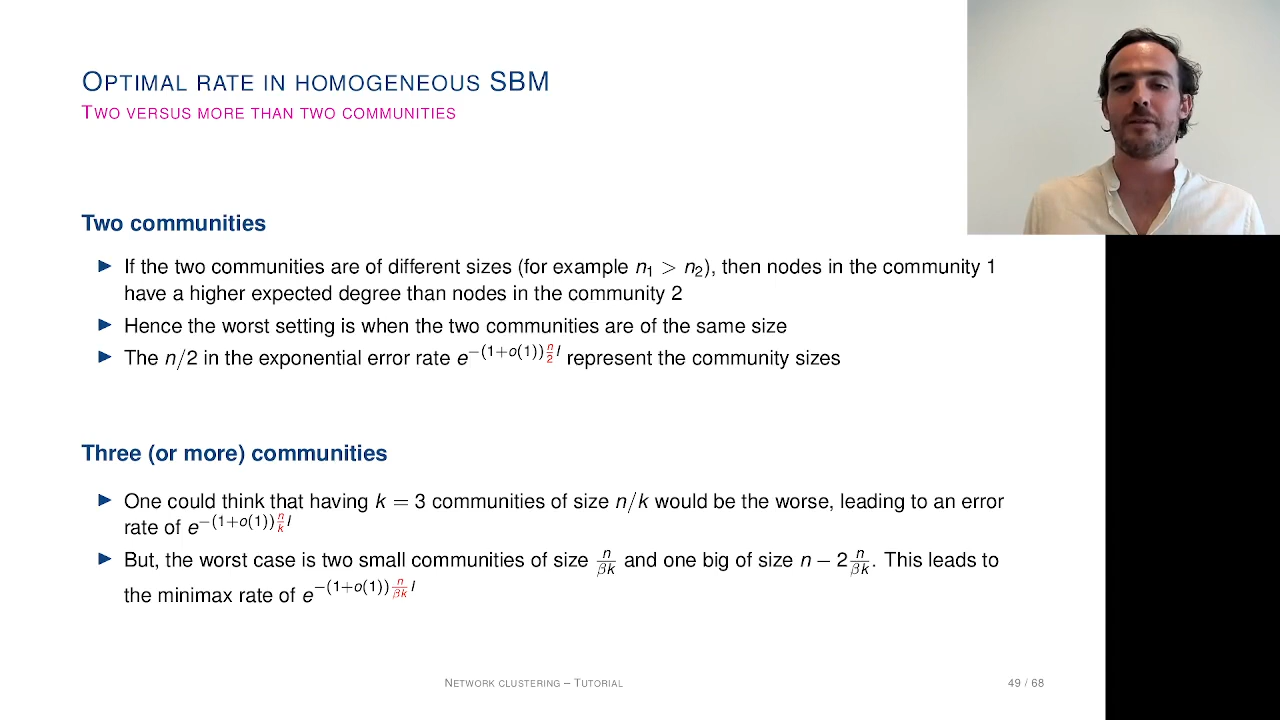 OPTIMAL RATE IN HOMOGENEOUS SBM
TWO VERSUS MORE THAN TWO COMMUNITIES
Two communities
▶ If the two communities are of different sizes (for example n₁ > n₂), then nodes in the community 1
have a higher expected degree than nodes in the community 2
▶ Hence the worst setting is when the two communities are of the same size
▶ The n/2 in the exponential error rate e^{−(1+o(1))\frac{n}{2}I} represent the community sizes
Three (or more) communities
▶ One could think that having k = 3 communities of size n/k would be the worse, leading to an error
rate of e^{−(1+o(1))\frac{n}{k}I}
▶ But, the worst case is two small communities of size \frac{n}{βk} and one big of size n − 2\frac{n}{βk}. This leads to
the minimax rate of e^{−(1+o(1))\frac{n}{βk}I}
NETWORK CLUSTERING – TUTORIAL
49 / 68